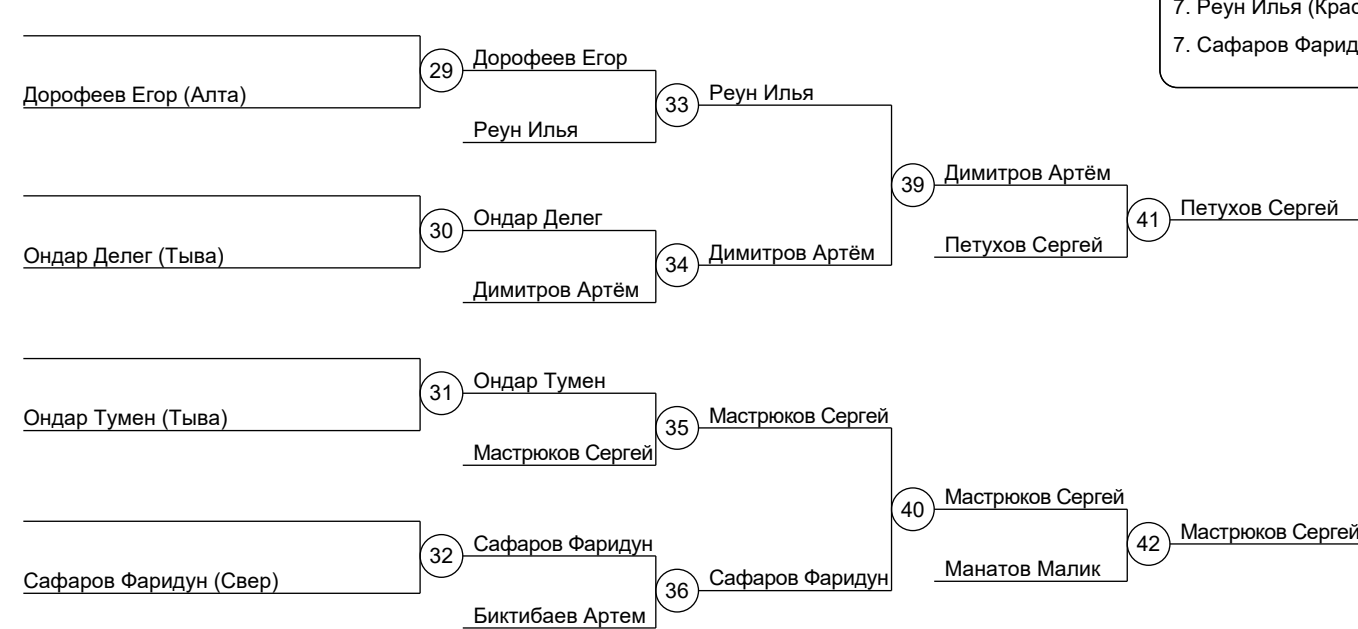 7. Реун Илья
7. Сафаров Фарид
29
Дорофеев Егор
Дорофеев Егор (Алта)
33
Реун Илья
Реун Илья
39
Димитров Артём
30
Ондар Делег
41
Петухов Сергей
Ондар Делег (Тыва)
34
Димитров Артём
Петухов Сергей
Димитров Артём
31
Ондар Тумен
Ондар Тумен (Тыва)
35
Мастрюков Сергей
Мастрюков Сергей
40
Мастрюков Сергей
32
Сафаров Фаридун
42
Мастрюков Сергей
Сафаров Фаридун (Свер)
36
Сафаров Фаридун
Манатов Малик
Биктибаев Артем